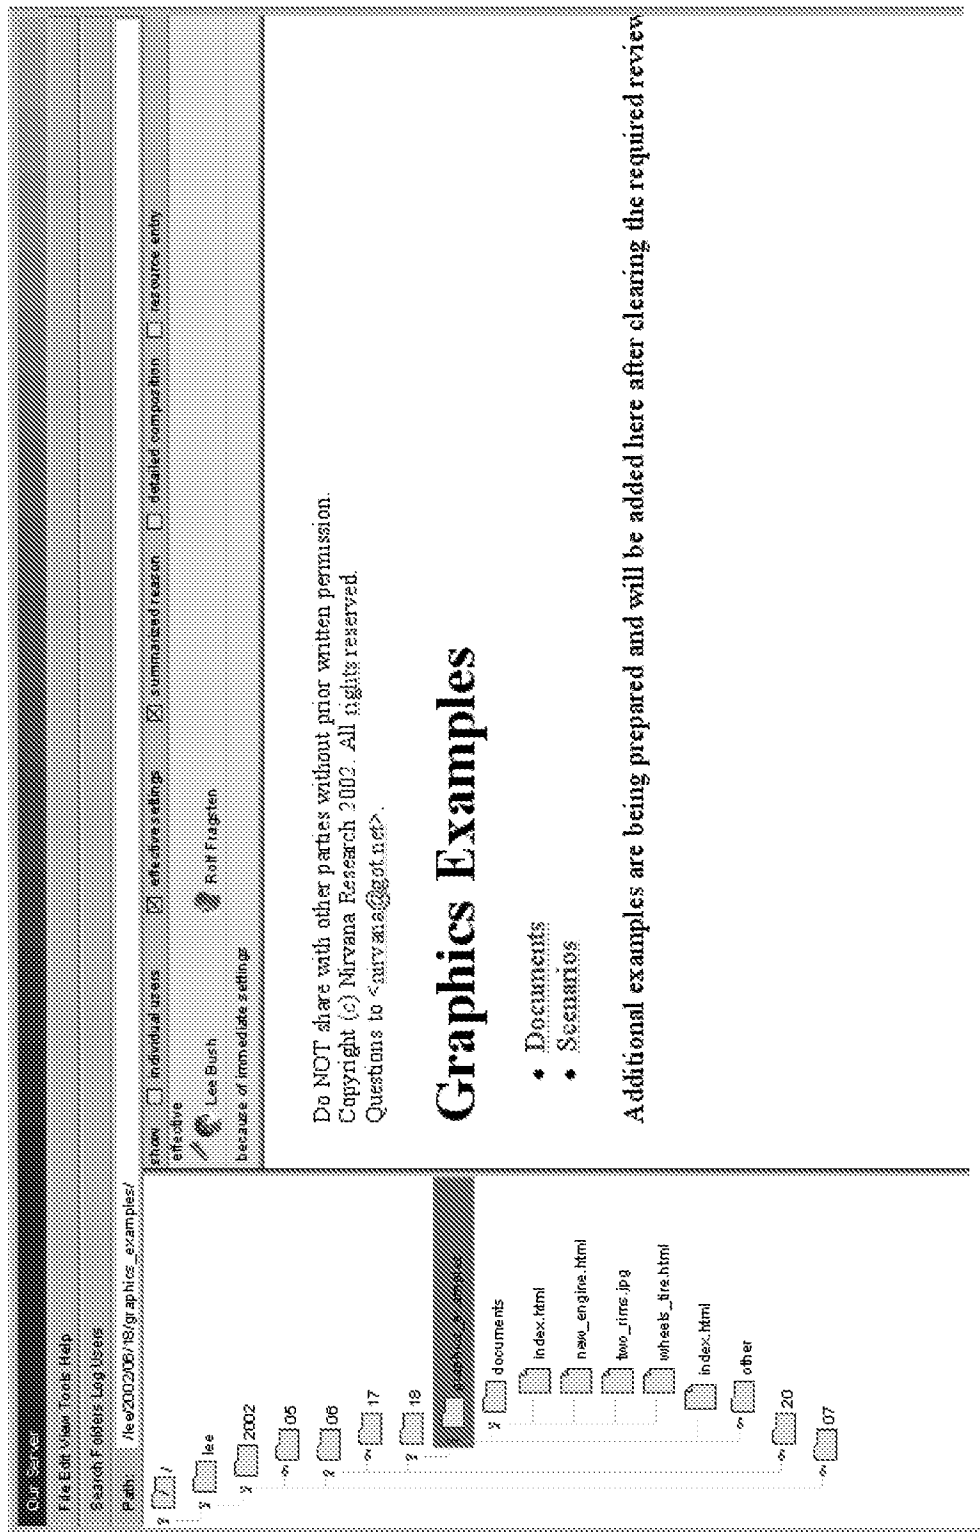 File Edit View Tools Help
Search Folders Log Users
Path: /lee/2002/06/18/graphics_examples/
show individual users effective settings summarized reason detailed composition resource entry
effective
Lee Bush Rolf Fragsten
because of immediate settings
/
lee
2002
05
06
17
18
documents
index.html
new_engine.html
two_rims.jpg
wheels_tire.html
index.html
other
20
07
Do NOT share with other parties without prior written permission.
Copyright (c) Nirvana Research 2002. All rights reserved.
Questions to <nirvana@got.net>.
Graphics Examples
• Documents
• Scenarios
Additional examples are being prepared and will be added here after clearing the required review